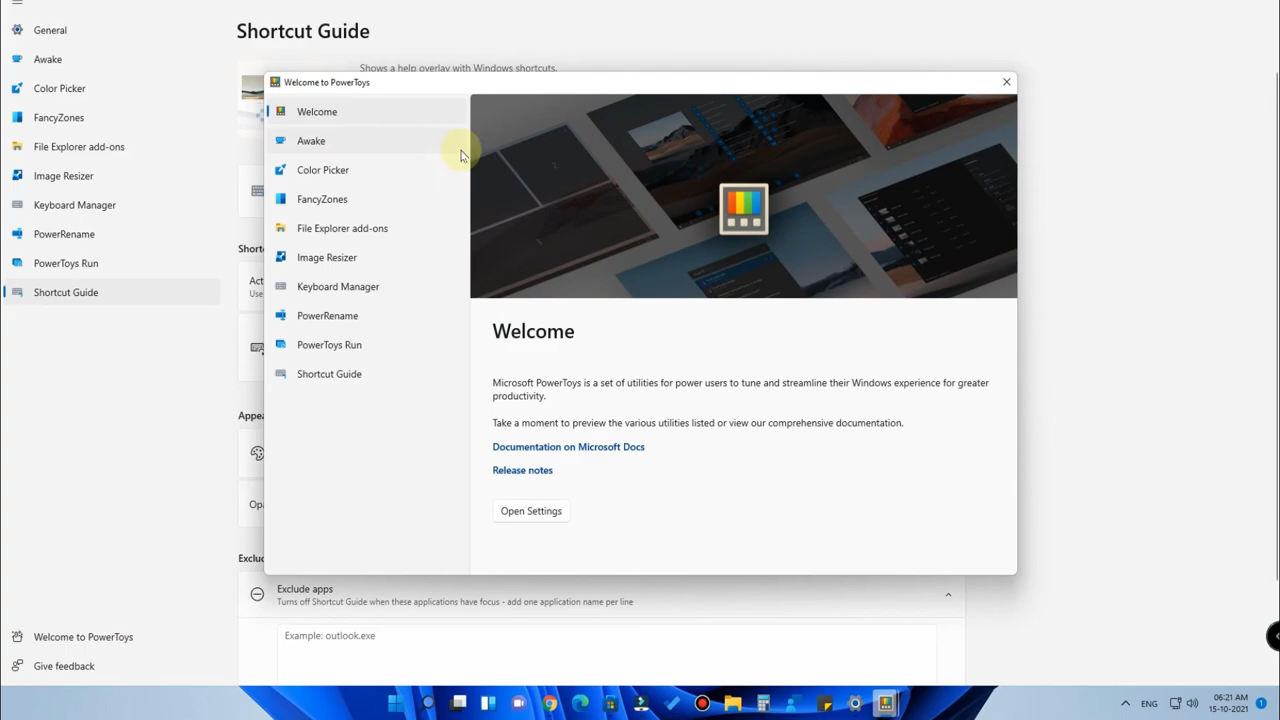 General
Awake
Color Picker
FancyZones
File Explorer add-ons
Image Resizer
Keyboard Manager
PowerRename
PowerToys Run
Shortcut Guide
Welcome to PowerToys
Give feedback
Shortcut Guide
Shows a help overlay with Windows shortcuts.
Shortc
Act
Use
Appea
Opa
Exclu
Exclude apps
Turns off Shortcut Guide when these applications have focus - add one application name per line
Example: outlook.exe
Welcome to PowerToys
Welcome
Awake
Color Picker
FancyZones
File Explorer add-ons
Image Resizer
Keyboard Manager
PowerRename
PowerToys Run
Shortcut Guide
Welcome
Microsoft PowerToys is a set of utilities for power users to tune and streamline their Windows experience for greater
productivity.
Take a moment to preview the various utilities listed or view our comprehensive documentation.
Documentation on Microsoft Docs
Release notes
Open Settings
ENG
06:21 AM
15-10-2021
1